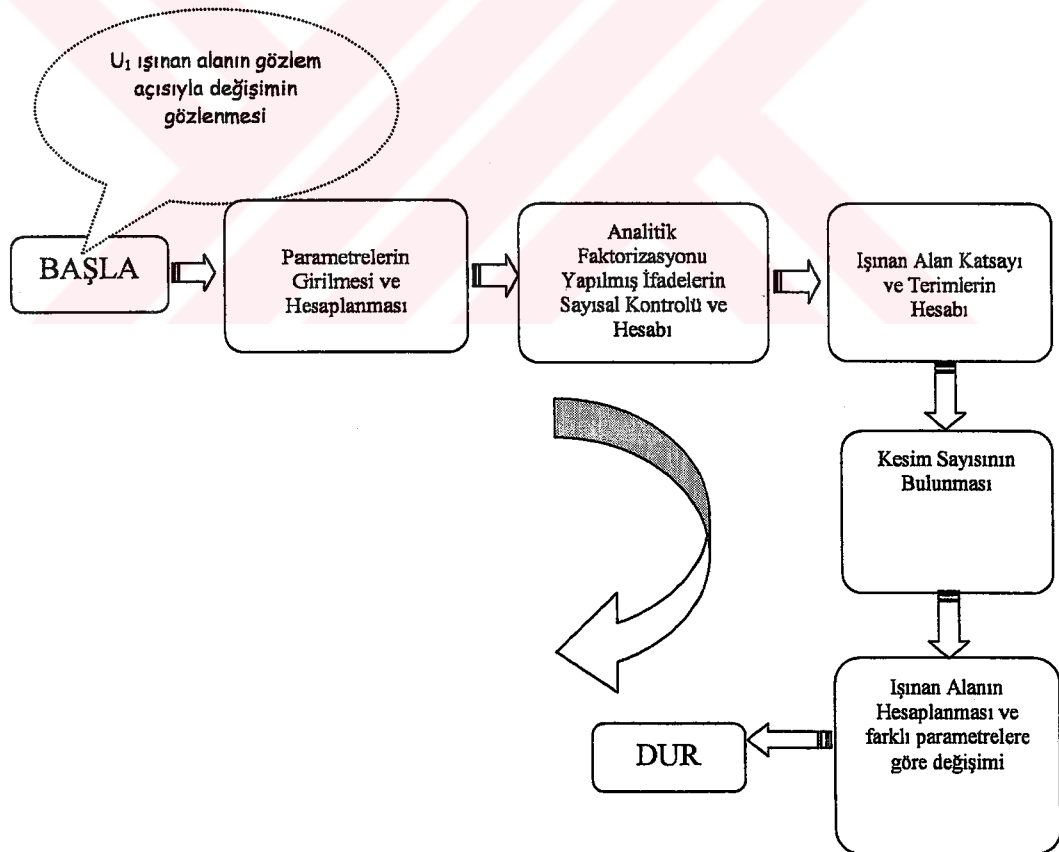 U₁ ışınan alanın gözlem
açısıyla değişimin
gözlenmesi
BAŞLA
Parametrelerin
Girilmesi ve
Hesaplanması
Analitik
Faktorizasyonu
Yapılmış İfadelerin
Sayısal Kontrolü ve
Hesabı
Işınan Alan Katsayı
ve Terimlerin
Hesabı
Kesim Sayısının
Bulunması
Işınan Alanın
Hesaplanması ve
farklı parametrelere
göre değişimi
DUR